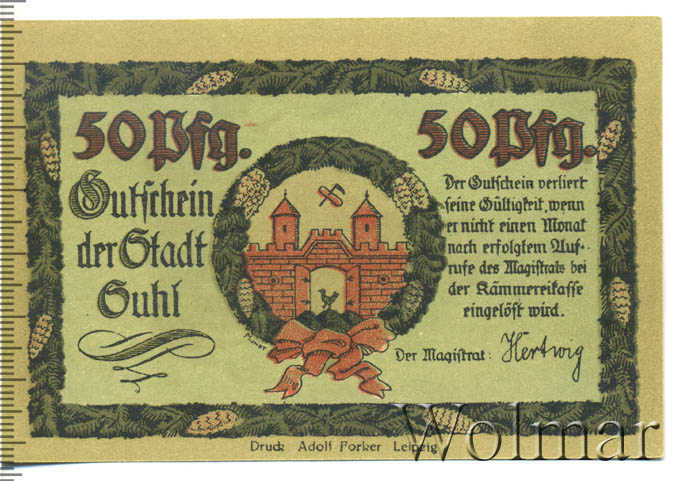 50 Pfg.
50 Pfg.
Gutschein
der Stadt
Suhl
Der Gutschein verliert
seine Gültigkeit, wenn
er nicht einen Monat
nach erfolgtem Auf-
rufe des Magistrats bei
der Kämmereikasse
eingelöst wird.
Der Magistrat: Hertwig
Druck Adolf Forker Leipzig
Wolmar